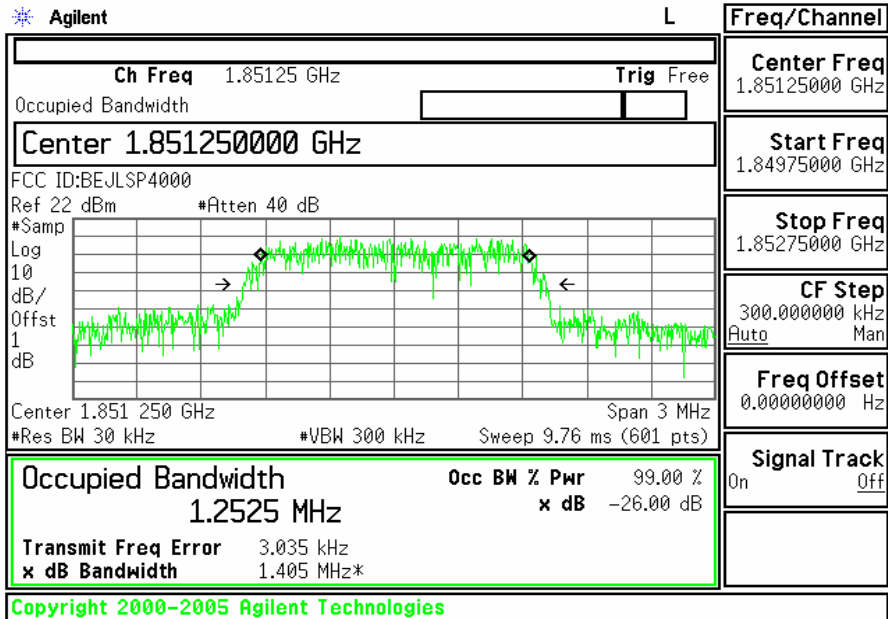 Agilent
L
Ch Freq 1.85125 GHz Trig Free
Occupied Bandwidth
Center 1.851250000 GHz
FCC ID:BEJLSP4000
Ref 22 dBm #Atten 40 dB
#Samp
Log
10
dB/
Offst
1
dB
Center 1.851 250 GHz Span 3 MHz
#Res BW 30 kHz #VBW 300 kHz Sweep 9.76 ms (601 pts)
Occupied Bandwidth Occ BW % Pwr 99.00 %
1.2525 MHz x dB -26.00 dB
Transmit Freq Error 3.035 kHz
x dB Bandwidth 1.405 MHz*
Copyright 2000-2005 Agilent Technologies
Freq/Channel
Center Freq
1.85125000 GHz
Start Freq
1.84975000 GHz
Stop Freq
1.85275000 GHz
CF Step
300.000000 kHz
Auto Man
Freq Offset
0.00000000 Hz
Signal Track
On Off